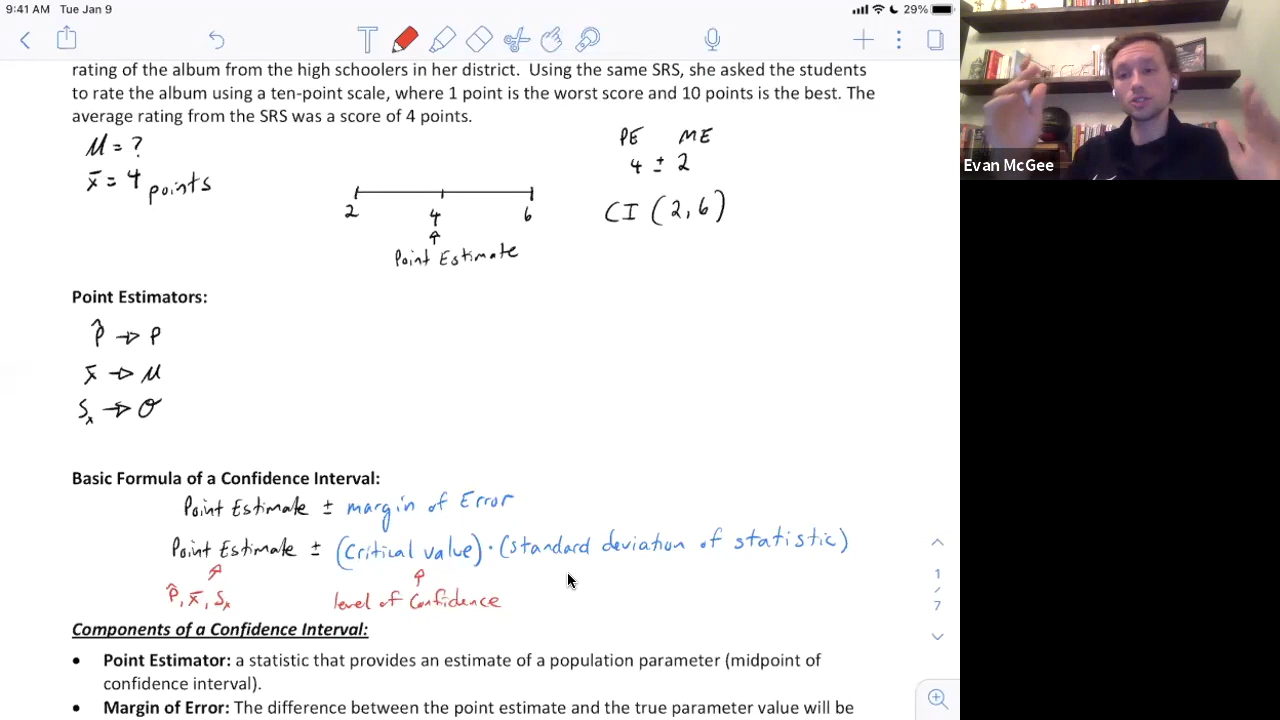 9:41 AM Tue Jan 9
29%
rating of the album from the high schoolers in her district. Using the same SRS, she asked the students
to rate the album using a ten-point scale, where 1 point is the worst score and 10 points is the best. The
average rating from the SRS was a score of 4 points.
μ = ?
x̄ = 4 points
PE ME
4 ± 2
CI (2,6)
2 4 6
Point Estimate
Point Estimators:
p̂ → p
x̄ → μ
Sx → σ
Basic Formula of a Confidence Interval:
Point Estimate ± margin of Error
Point Estimate ± (Critical value) · (standard deviation of statistic)
p̂, x̄, Sx
level of Confidence
Components of a Confidence Interval:
• Point Estimator: a statistic that provides an estimate of a population parameter (midpoint of
confidence interval).
• Margin of Error: The difference between the point estimate and the true parameter value will be
1
/
7
Evan McGee